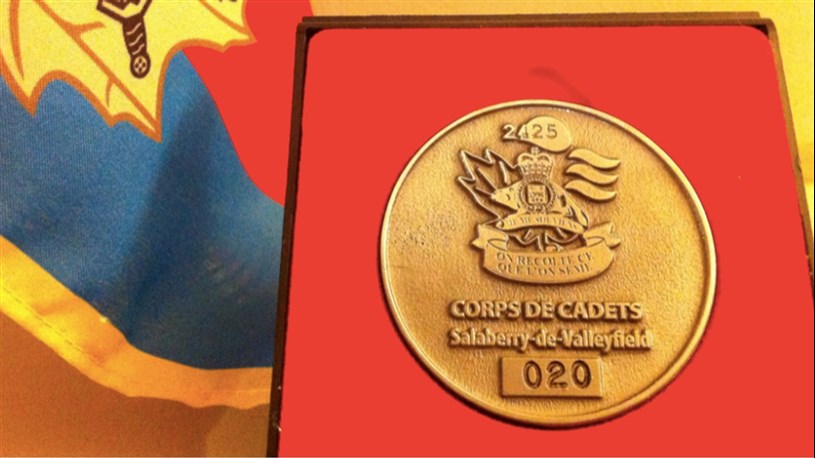 2425
ON RECOLTE CE
QUE L'ON SEME
CORPS DE CADETS
Salaberry-de-Valleyfield
020